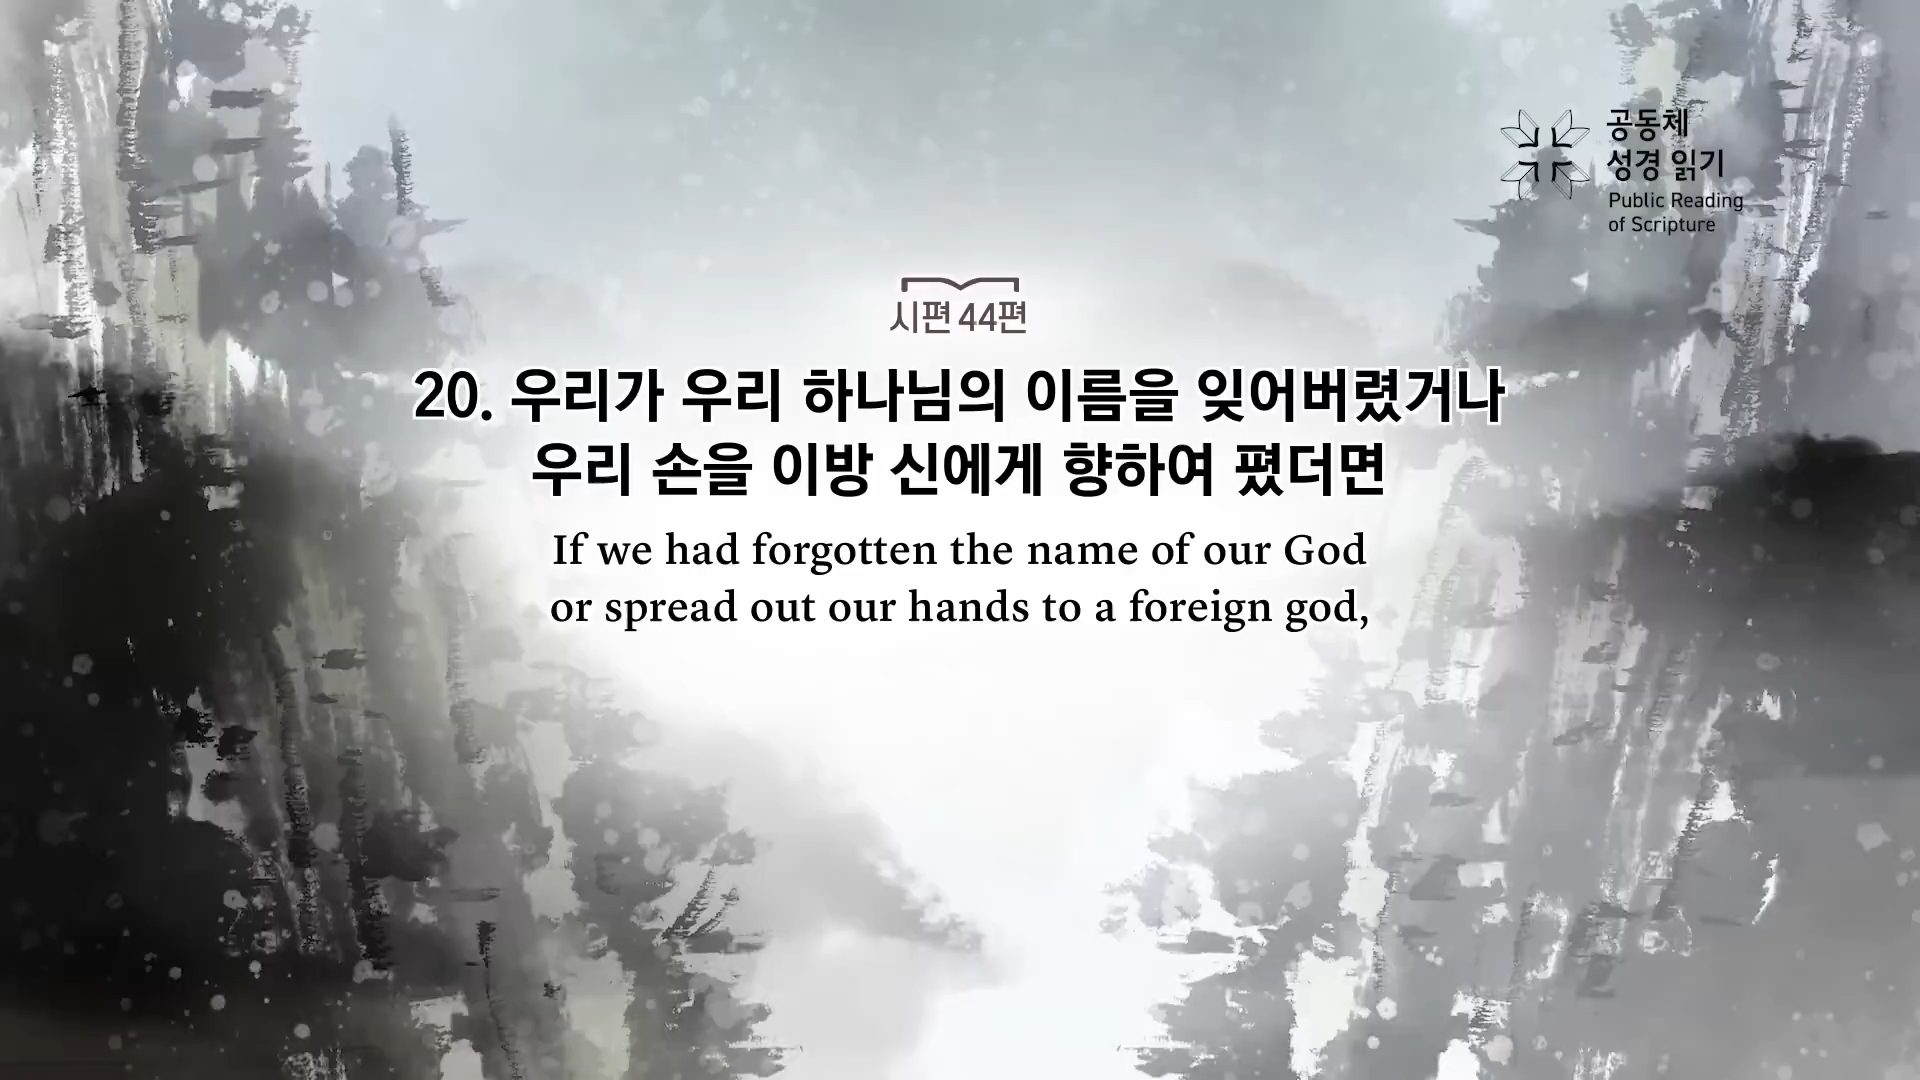 공동체
성경 읽기
Public Reading
of Scripture
시편 44편
20. 우리가 우리 하나님의 이름을 잊어버렸거나
우리 손을 이방 신에게 향하여 폈더면
If we had forgotten the name of our God
or spread out our hands to a foreign god,